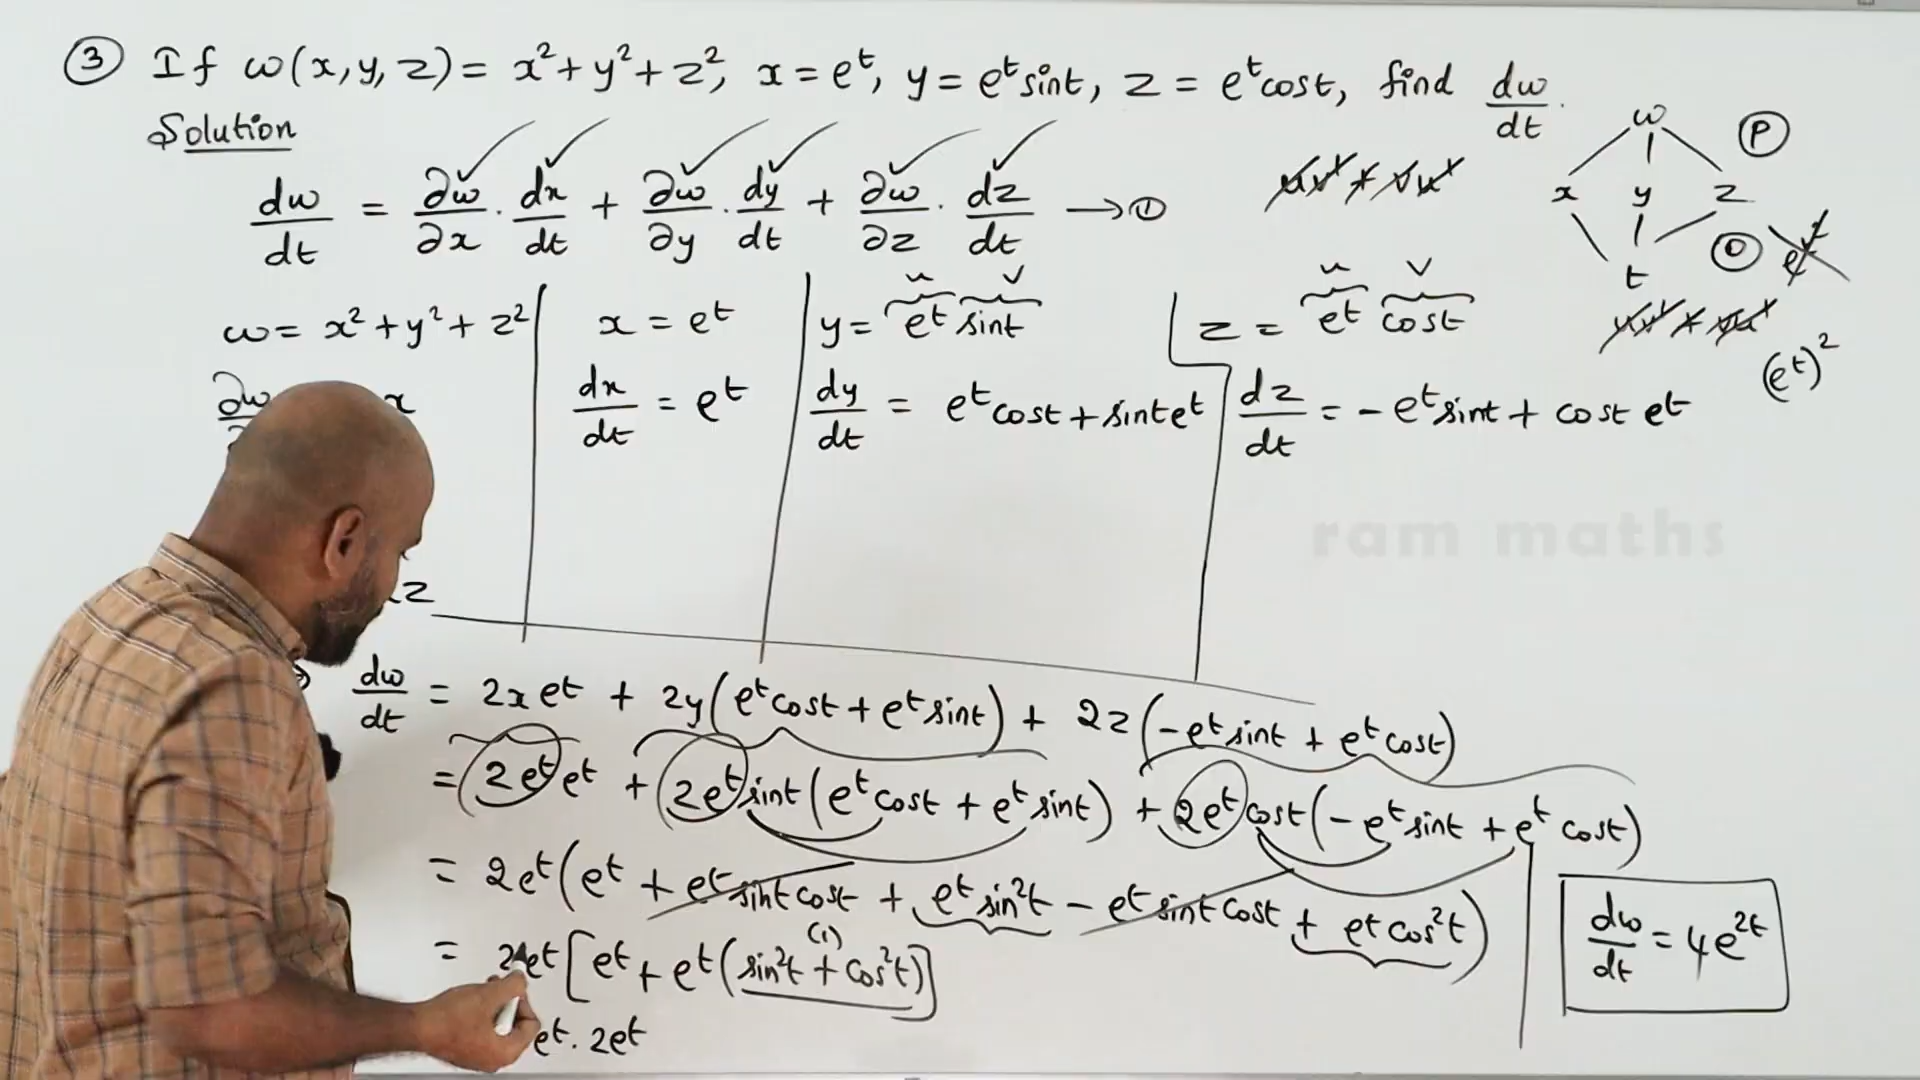 ③ If w(x, y, z) = x² + y² + z², x = eᵗ, y = eᵗ sint, z = eᵗ cost, find dw/dt.
Solution
dw/dt = ∂w/∂x · dx/dt + ∂w/∂y · dy/dt + ∂w/∂z · dz/dt → ①
w
P
x y z
O
t
w = x² + y² + z²
x = eᵗ
u v
y = eᵗ sint
u v
z = eᵗ cost
(eᵗ)²
∂w x
dx/dt = eᵗ
dy/dt = eᵗ cost + sint eᵗ
dz/dt = - eᵗ sint + cost eᵗ
ram maths
z
dw/dt = 2x eᵗ + 2y (eᵗ cost + eᵗ sint) + 2z (- eᵗ sint + eᵗ cost)
= 2eᵗ eᵗ + 2eᵗ sint (eᵗ cost + eᵗ sint) + 2eᵗ cost (- eᵗ sint + eᵗ cost)
= 2eᵗ (eᵗ + eᵗ sint cost + eᵗ sin²t - eᵗ sint cost + eᵗ cos²t)
(1)
= 2eᵗ [eᵗ + eᵗ (sin²t + cos²t)]
eᵗ. 2eᵗ
dw/dt = 4e²ᵗ